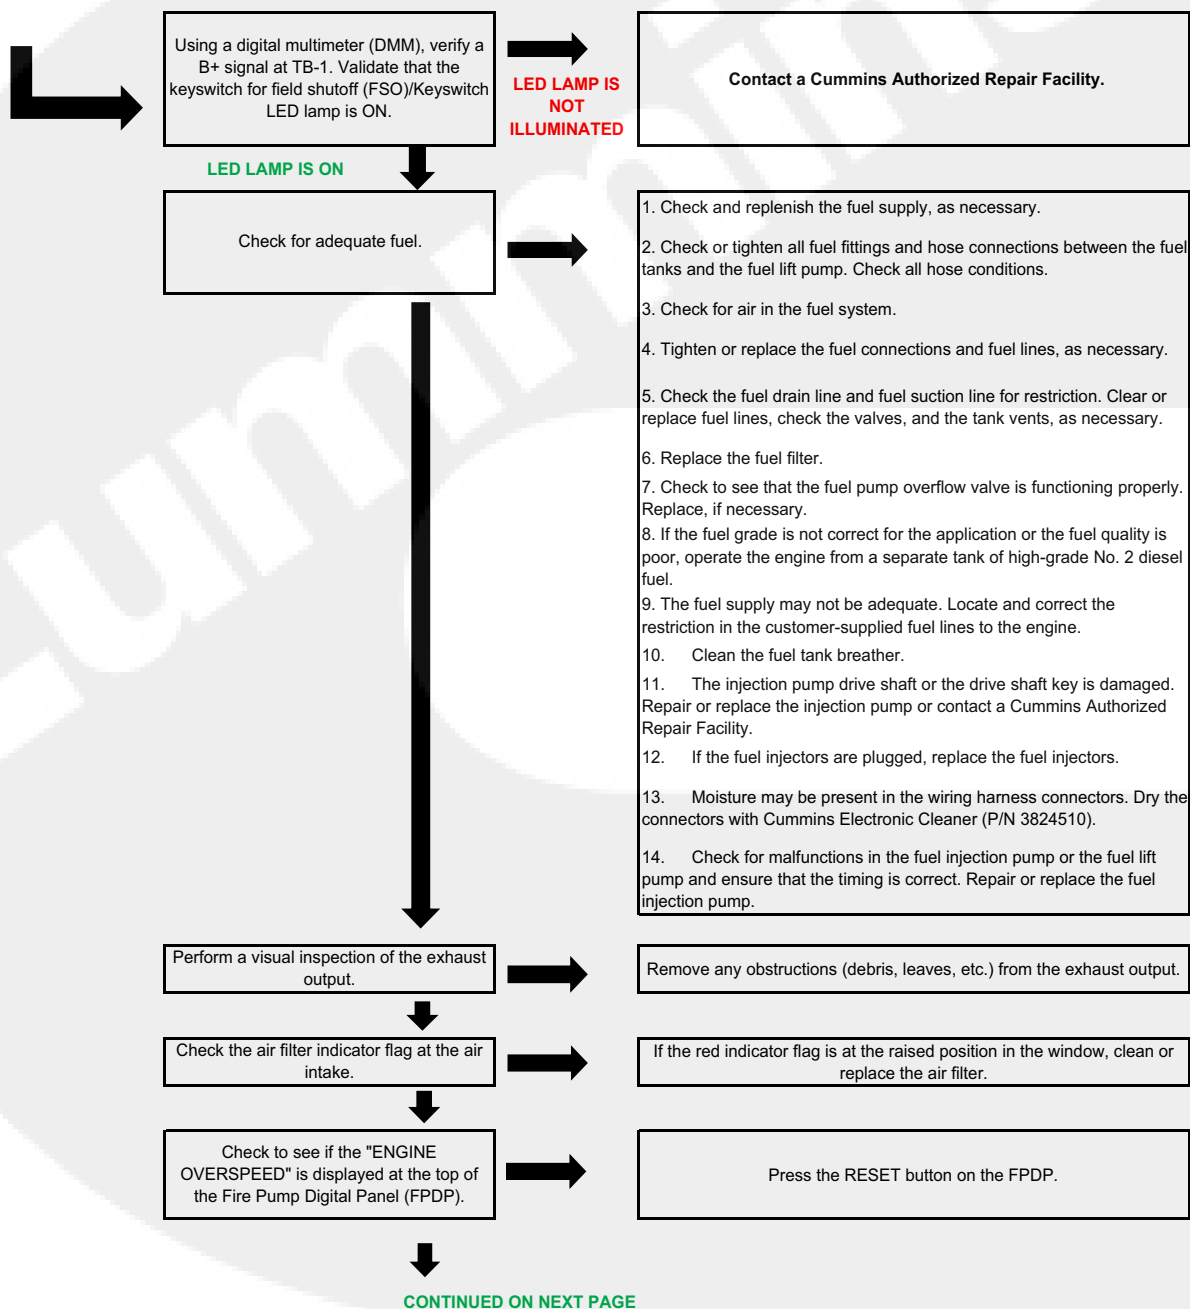 Using a digital multimeter (DMM), verify a
B+ signal at TB-1. Validate that the
keyswitch for field shutoff (FSO)/Keyswitch
LED lamp is ON.
LED LAMP IS
NOT
ILLUMINATED
Contact a Cummins Authorized Repair Facility.
LED LAMP IS ON
Check for adequate fuel.
1. Check and replenish the fuel supply, as necessary.
2. Check or tighten all fuel fittings and hose connections between the fuel
tanks and the fuel lift pump. Check all hose conditions.
3. Check for air in the fuel system.
4. Tighten or replace the fuel connections and fuel lines, as necessary.
5. Check the fuel drain line and fuel suction line for restriction. Clear or
replace fuel lines, check the valves, and the tank vents, as necessary.
6. Replace the fuel filter.
7. Check to see that the fuel pump overflow valve is functioning properly.
Replace, if necessary.
8. If the fuel grade is not correct for the application or the fuel quality is
poor, operate the engine from a separate tank of high-grade No. 2 diesel
fuel.
9. The fuel supply may not be adequate. Locate and correct the
restriction in the customer-supplied fuel lines to the engine.
10. Clean the fuel tank breather.
11. The injection pump drive shaft or the drive shaft key is damaged.
Repair or replace the injection pump or contact a Cummins Authorized
Repair Facility.
12. If the fuel injectors are plugged, replace the fuel injectors.
13. Moisture may be present in the wiring harness connectors. Dry the
connectors with Cummins Electronic Cleaner (P/N 3824510).
14. Check for malfunctions in the fuel injection pump or the fuel lift
pump and ensure that the timing is correct. Repair or replace the fuel
injection pump.
Perform a visual inspection of the exhaust
output.
Remove any obstructions (debris, leaves, etc.) from the exhaust output.
Check the air filter indicator flag at the air
intake.
If the red indicator flag is at the raised position in the window, clean or
replace the air filter.
Check to see if the "ENGINE
OVERSPEED" is displayed at the top of
the Fire Pump Digital Panel (FPDP).
Press the RESET button on the FPDP.
CONTINUED ON NEXT PAGE